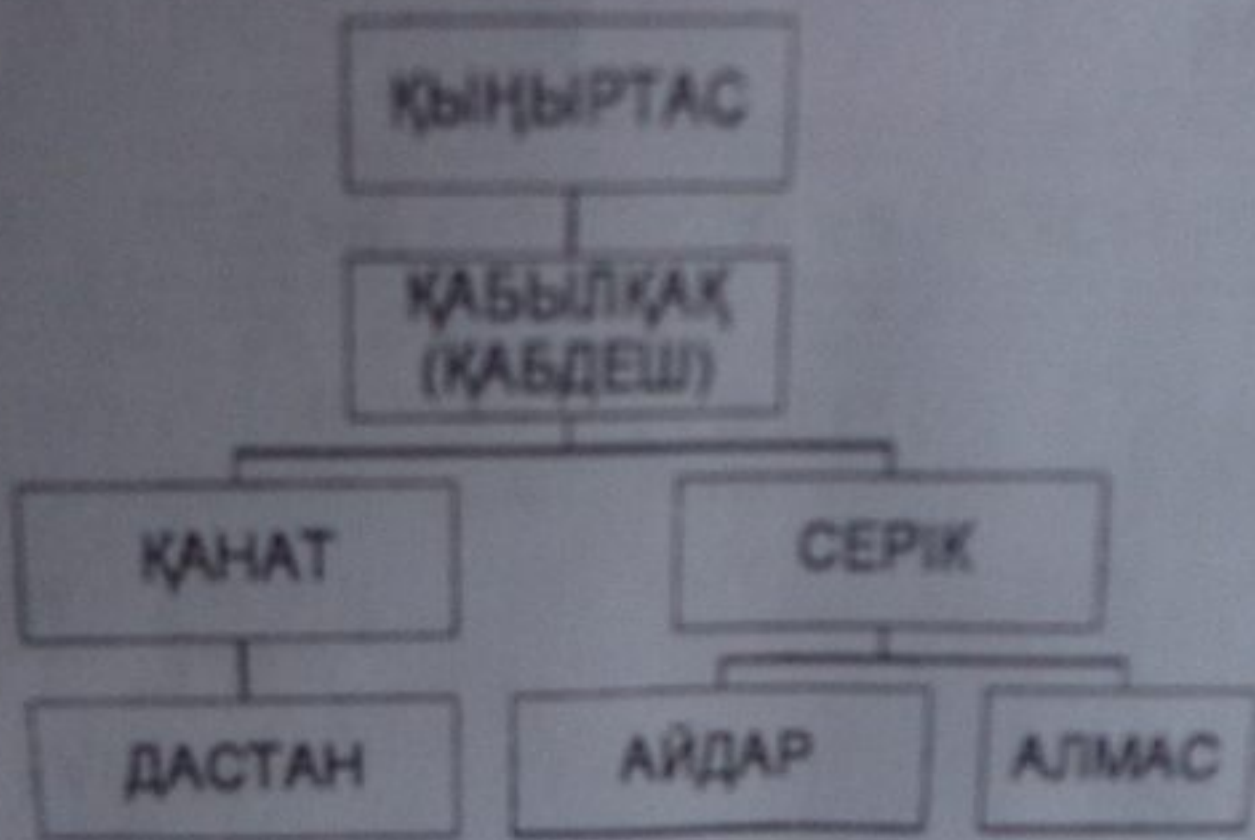 ҚЫҢЫРТАС
ҚАБЫЛҚАҚ
(ҚАБДЕШ)
ҚАНАТ
СЕРІК
ДАСТАН
АЙДАР
АЛМАС